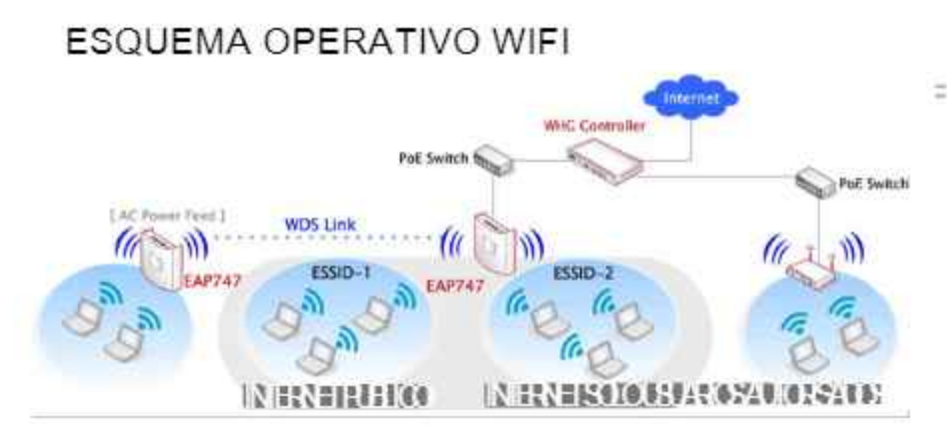 ESQUEMA OPERATIVO WIFI
Internet
WHG Controller
PoE Switch
PoE Switch
[ AC Power Feed ]
WDS Link
EAP747
ESSID-1
EAP747
ESSID-2